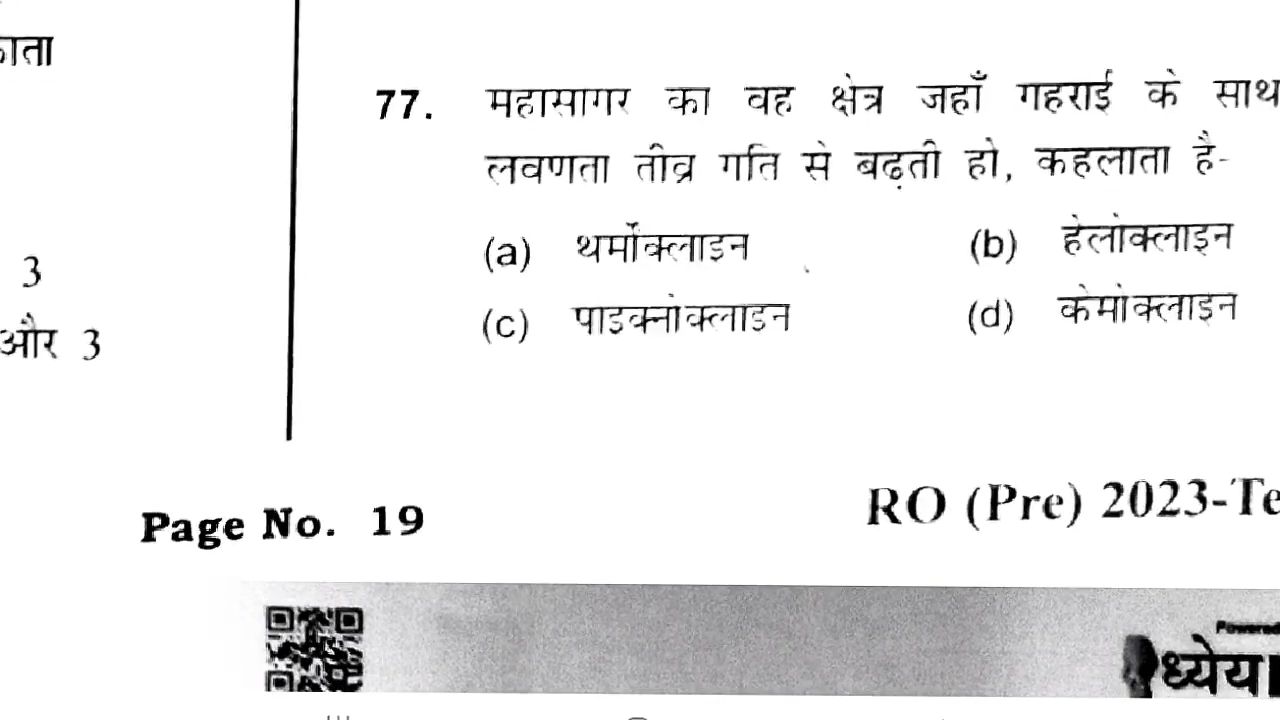 3
और 3
77. महासागर का वह क्षेत्र जहाँ गहराई के साथ
लवणता तीव्र गति से बढ़ती हो, कहलाता है-
(a) थर्मोक्लाइन (b) हेलोक्लाइन
(c) पाइक्नोक्लाइन (d) केमोक्लाइन
Page No. 19
RO (Pre) 2023-Te
Powered
ध्येय